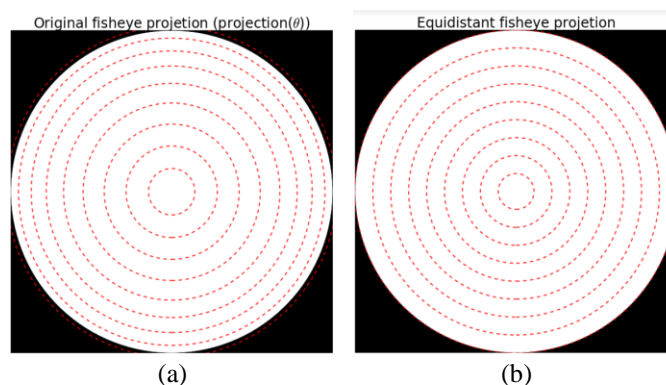 Original fisheye projetion (projection(θ))
Equidistant fisheye projetion
(a)
(b)